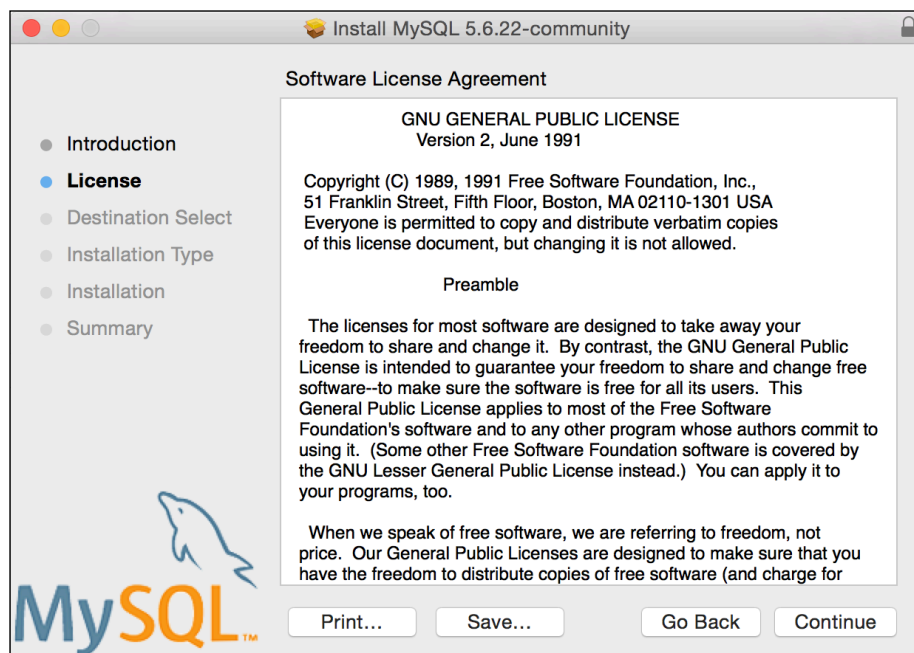 Install MySQL 5.6.22-community
Software License Agreement
Introduction
License
Destination Select
Installation Type
Installation
Summary
GNU GENERAL PUBLIC LICENSE
Version 2, June 1991
Copyright (C) 1989, 1991 Free Software Foundation, Inc.,
51 Franklin Street, Fifth Floor, Boston, MA 02110-1301 USA
Everyone is permitted to copy and distribute verbatim copies
of this license document, but changing it is not allowed.
Preamble
The licenses for most software are designed to take away your
freedom to share and change it.  By contrast, the GNU General Public
License is intended to guarantee your freedom to share and change free
software--to make sure the software is free for all its users.  This
General Public License applies to most of the Free Software
Foundation's software and to any other program whose authors commit to
using it.  (Some other Free Software Foundation software is covered by
the GNU Lesser General Public License instead.)  You can apply it to
your programs, too.
When we speak of free software, we are referring to freedom, not
price.  Our General Public Licenses are designed to make sure that you
have the freedom to distribute copies of free software (and charge for
MySQL™
Print...
Save...
Go Back
Continue